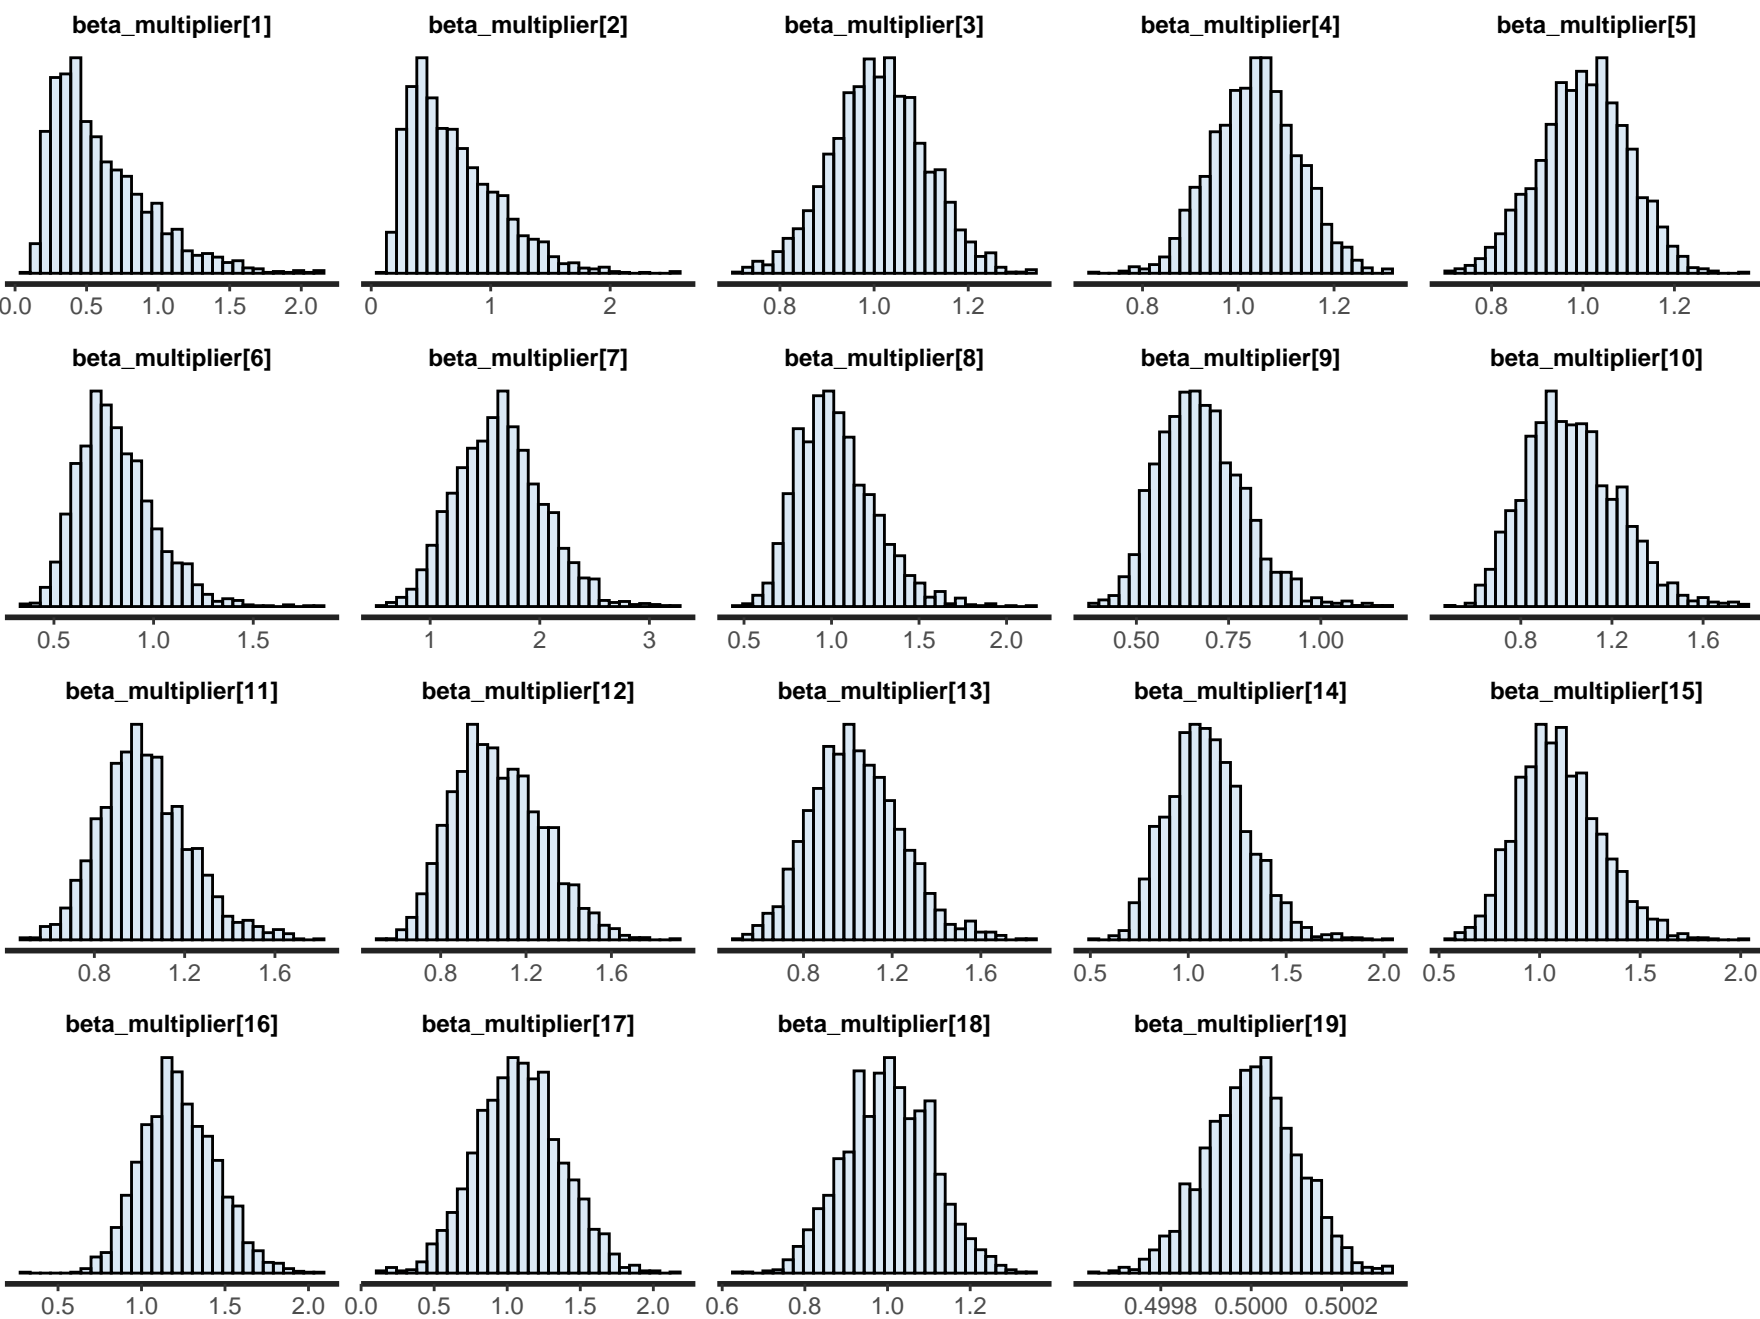 beta_multiplier[1] beta_multiplier[2] beta_multiplier[3] beta_multiplier[4] beta_multiplier[5]
0.0 0.5 1.0 1.5 2.0 0 1 2 0.8 1.0 1.2 0.8 1.0 1.2 0.8 1.0 1.2
beta_multiplier[6] beta_multiplier[7] beta_multiplier[8] beta_multiplier[9] beta_multiplier[10]
0.5 1.0 1.5 1 2 3 0.5 1.0 1.5 2.0 0.50 0.75 1.00 0.8 1.2 1.6
beta_multiplier[11] beta_multiplier[12] beta_multiplier[13] beta_multiplier[14] beta_multiplier[15]
0.8 1.2 1.6 0.8 1.2 1.6 0.8 1.2 1.6 0.5 1.0 1.5 2.0 0.5 1.0 1.5 2.0
beta_multiplier[16] beta_multiplier[17] beta_multiplier[18] beta_multiplier[19]
0.5 1.0 1.5 2.0 0.0 0.5 1.0 1.5 2.0 0.6 0.8 1.0 1.2 0.4998 0.5000 0.5002